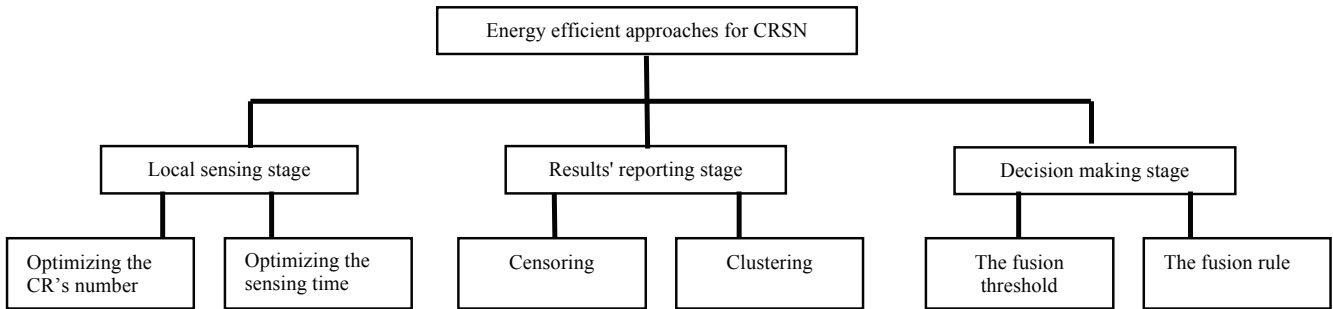 Energy efficient approaches for CRSN
Local sensing stage
Results' reporting stage
Decision making stage
Optimizing the
CR's number
Optimizing the
sensing time
Censoring
Clustering
The fusion
threshold
The fusion rule